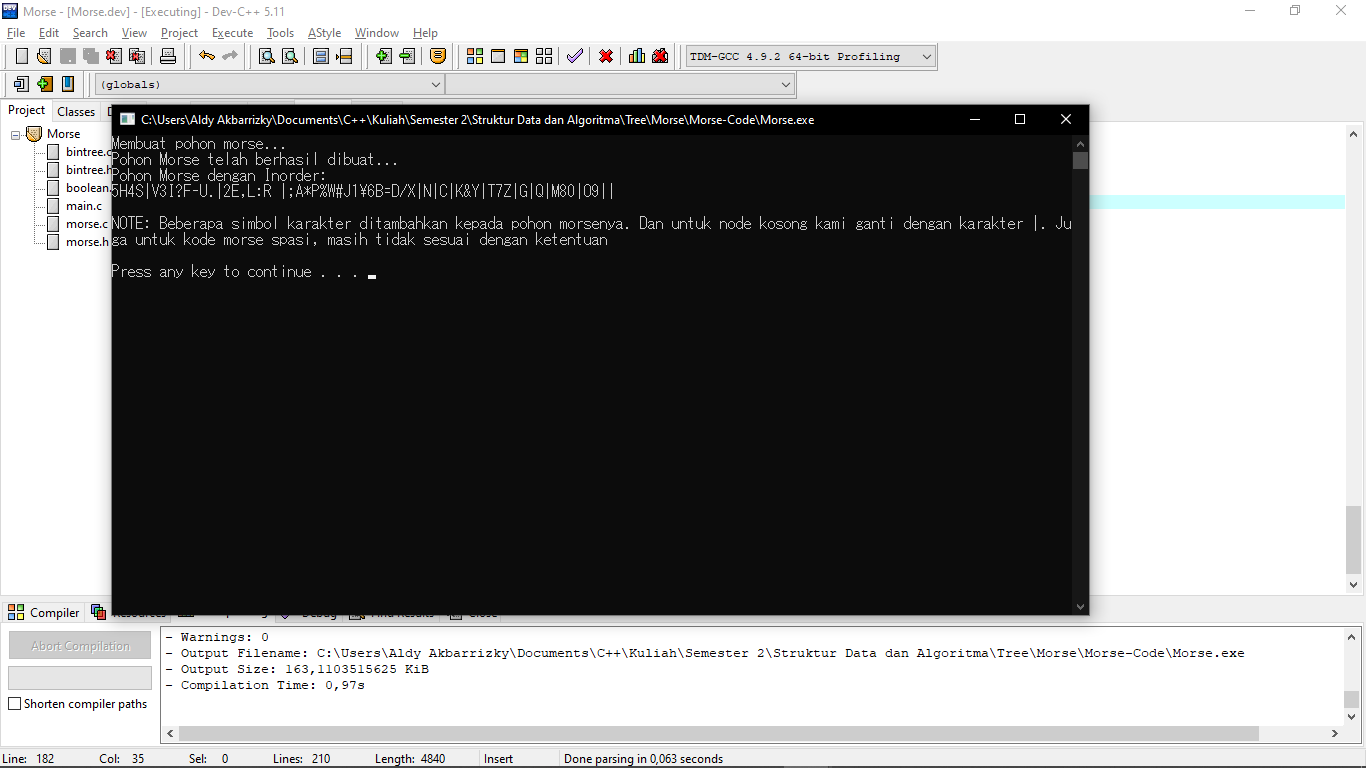 Morse - [Morse.dev] - [Executing] - Dev-C++ 5.11
File Edit Search View Project Execute Tools AStyle Window Help
TDM-GCC 4.9.2 64-bit Profiling
(globals)
Project Classes
C:\Users\Aldy Akbarrizky\Documents\C++\Kuliah\Semester 2\Struktur Data dan Algoritma\Tree\Morse\Morse-Code\Morse.exe
Morse
bintree.c
bintree.h
boolean.
main.c
morse.c
morse.h
Membuat pohon morse...
Pohon Morse telah berhasil dibuat...
Pohon Morse dengan Inorder:
5H4S|V3I?F-U.|2E,L:R |;A*P%W#J1¥6B=D/X|N|C|K&Y|T7Z|G|Q|M8O|O9||
NOTE: Beberapa simbol karakter ditambahkan kepada pohon morsenya. Dan untuk node kosong kami ganti dengan karakter |. Ju
ga untuk kode morse spasi, masih tidak sesuai dengan ketentuan
Press any key to continue . . .
Compiler Resources Debug Find Results Close
Abort Compilation
Shorten compiler paths
- Warnings: 0
- Output Filename: C:\Users\Aldy Akbarrizky\Documents\C++\Kuliah\Semester 2\Struktur Data dan Algoritma\Tree\Morse\Morse-Code\Morse.exe
- Output Size: 163,1103515625 KiB
- Compilation Time: 0,97s
Line: 182 Col: 35 Sel: 0 Lines: 210 Length: 4840 Insert Done parsing in 0,063 seconds